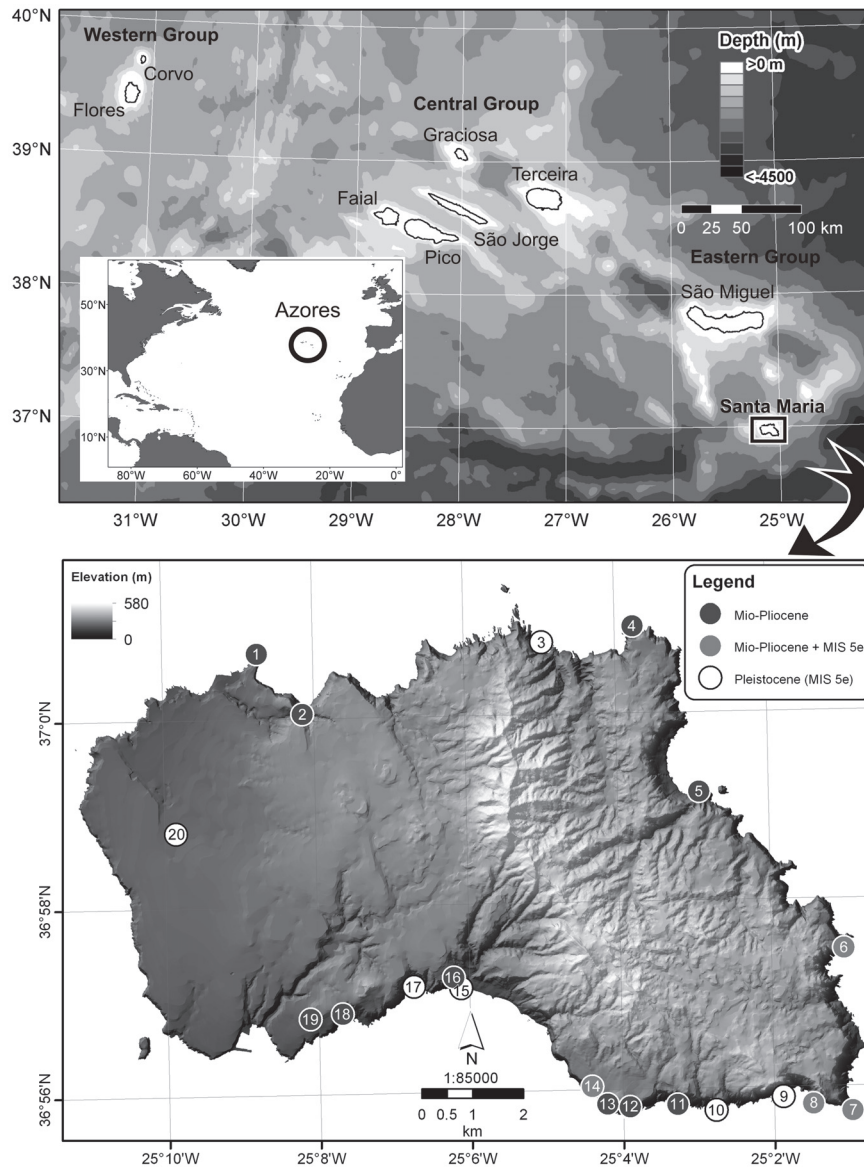 40°N
39°N
38°N
37°N
Western Group
Corvo
Flores
Central Group
Graciosa
Terceira
Faial
São Jorge
Pico
Depth (m)
>0 m
<-4500
0 25 50 100 km
Eastern Group
São Miguel
Santa Maria
Azores
50°N
30°N
10°N
80°W 60°W 40°W 20°W 0°
31°W 30°W 29°W 28°W 27°W 26°W 25°W
Elevation (m)
580
0
Legend
Mio-Pliocene
Mio-Pliocene + MIS 5e
Pleistocene (MIS 5e)
37°0'N
36°58'N
36°56'N
1
2
3
4
5
20
6
16
17
15
19
18
14
13
12
11
10
9
8
7
N
1:85000
0 0.5 1 2
km
25°10'W 25°8'W 25°6'W 25°4'W 25°2'W